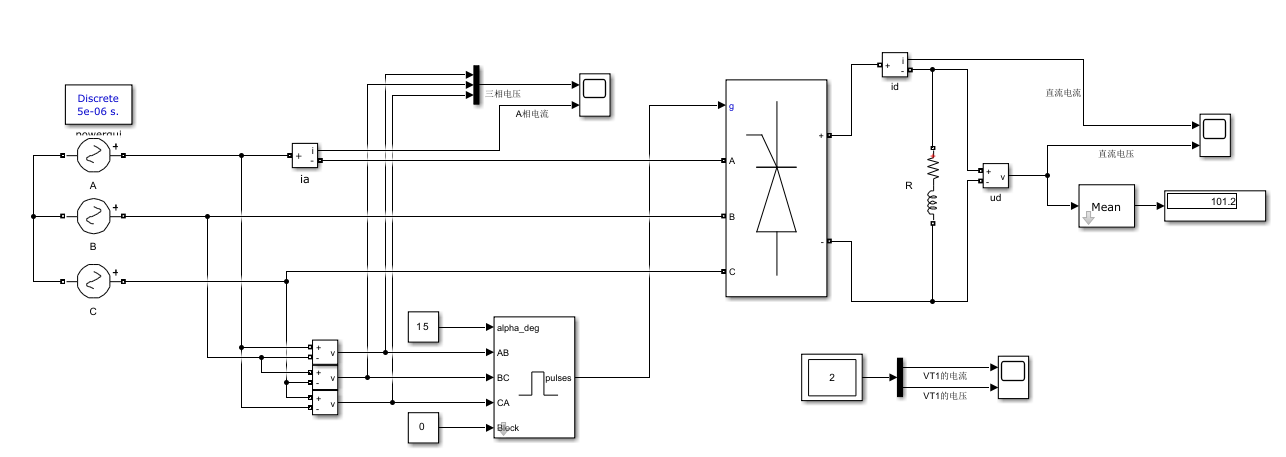 Discrete
5e-06 s.
powergui
A
B
C
+
+
+
+
i
-
ia
三相电压
A相电流
g
A
B
C
+
-
+
i
-
id
直流电流
直流电压
R
+
-
v
ud
Mean
101.2
+
-
v
+
-
v
+
-
v
15
0
alpha_deg
AB
BC
CA
Block
pulses
2
VT1的电流
VT1的电压